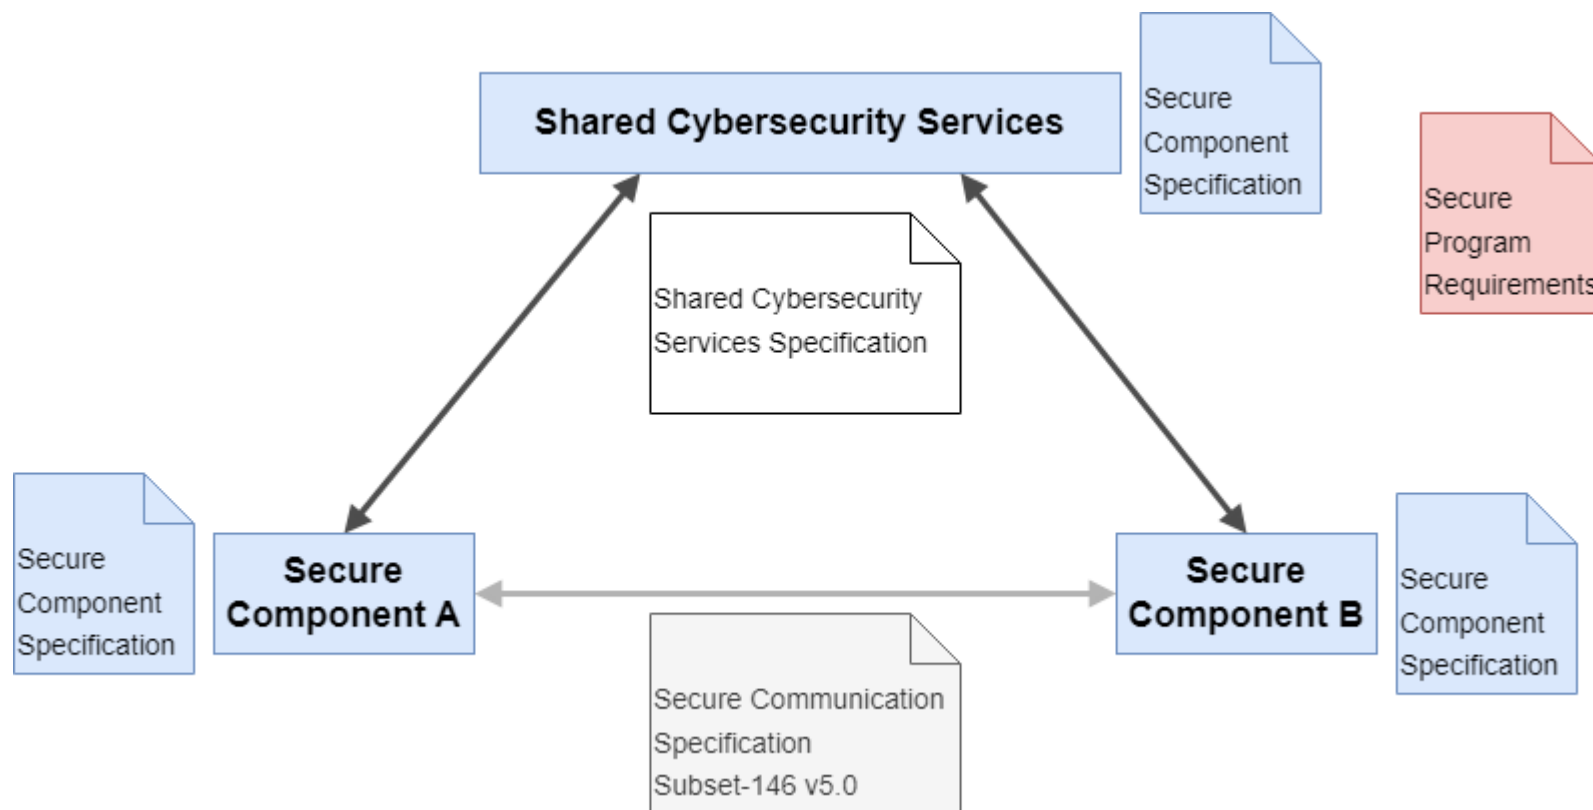 Shared Cybersecurity Services
Secure
Component
Specification
Secure
Program
Requirements
Shared Cybersecurity
Services Specification
Secure
Component
Specification
Secure
Component A
Secure
Component B
Secure
Component
Specification
Secure Communication
Specification
Subset-146 v5.0